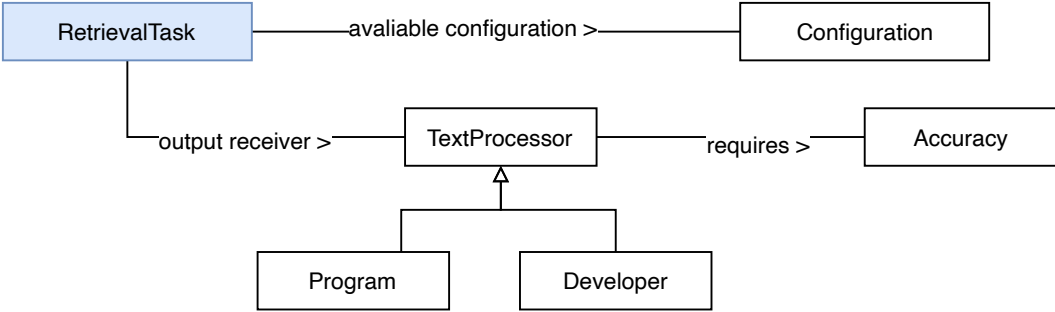 RetrievalTask
avaliable configuration >
Configuration
output receiver >
TextProcessor
requires >
Accuracy
Program
Developer